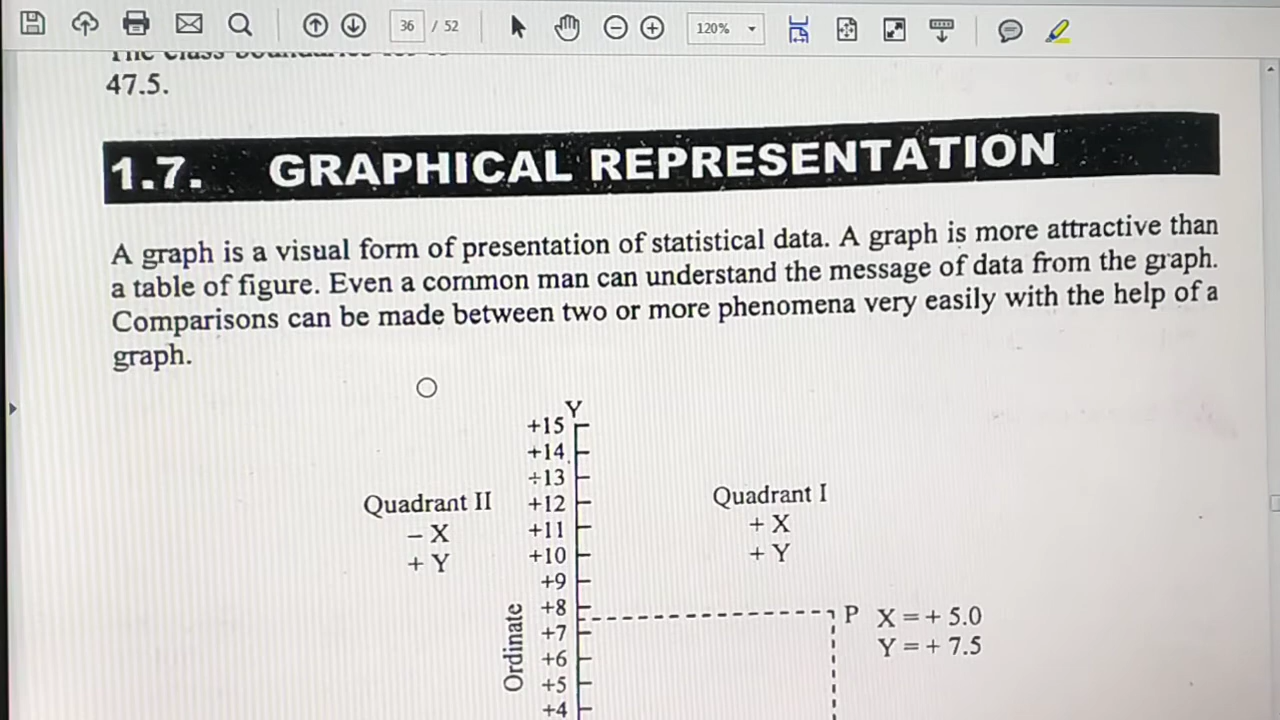 36 / 52
120%
47.5.
1.7. GRAPHICAL REPRESENTATION
A graph is a visual form of presentation of statistical data. A graph is more attractive than
a table of figure. Even a common man can understand the message of data from the graph.
Comparisons can be made between two or more phenomena very easily with the help of a
graph.
Y
+15
+14
+13
Quadrant II
+12
Quadrant I
− X
+11
+ X
+ Y
+10
+ Y
+9
Ordinate
+8
P X = + 5.0
+7
Y = + 7.5
+6
+5
+4